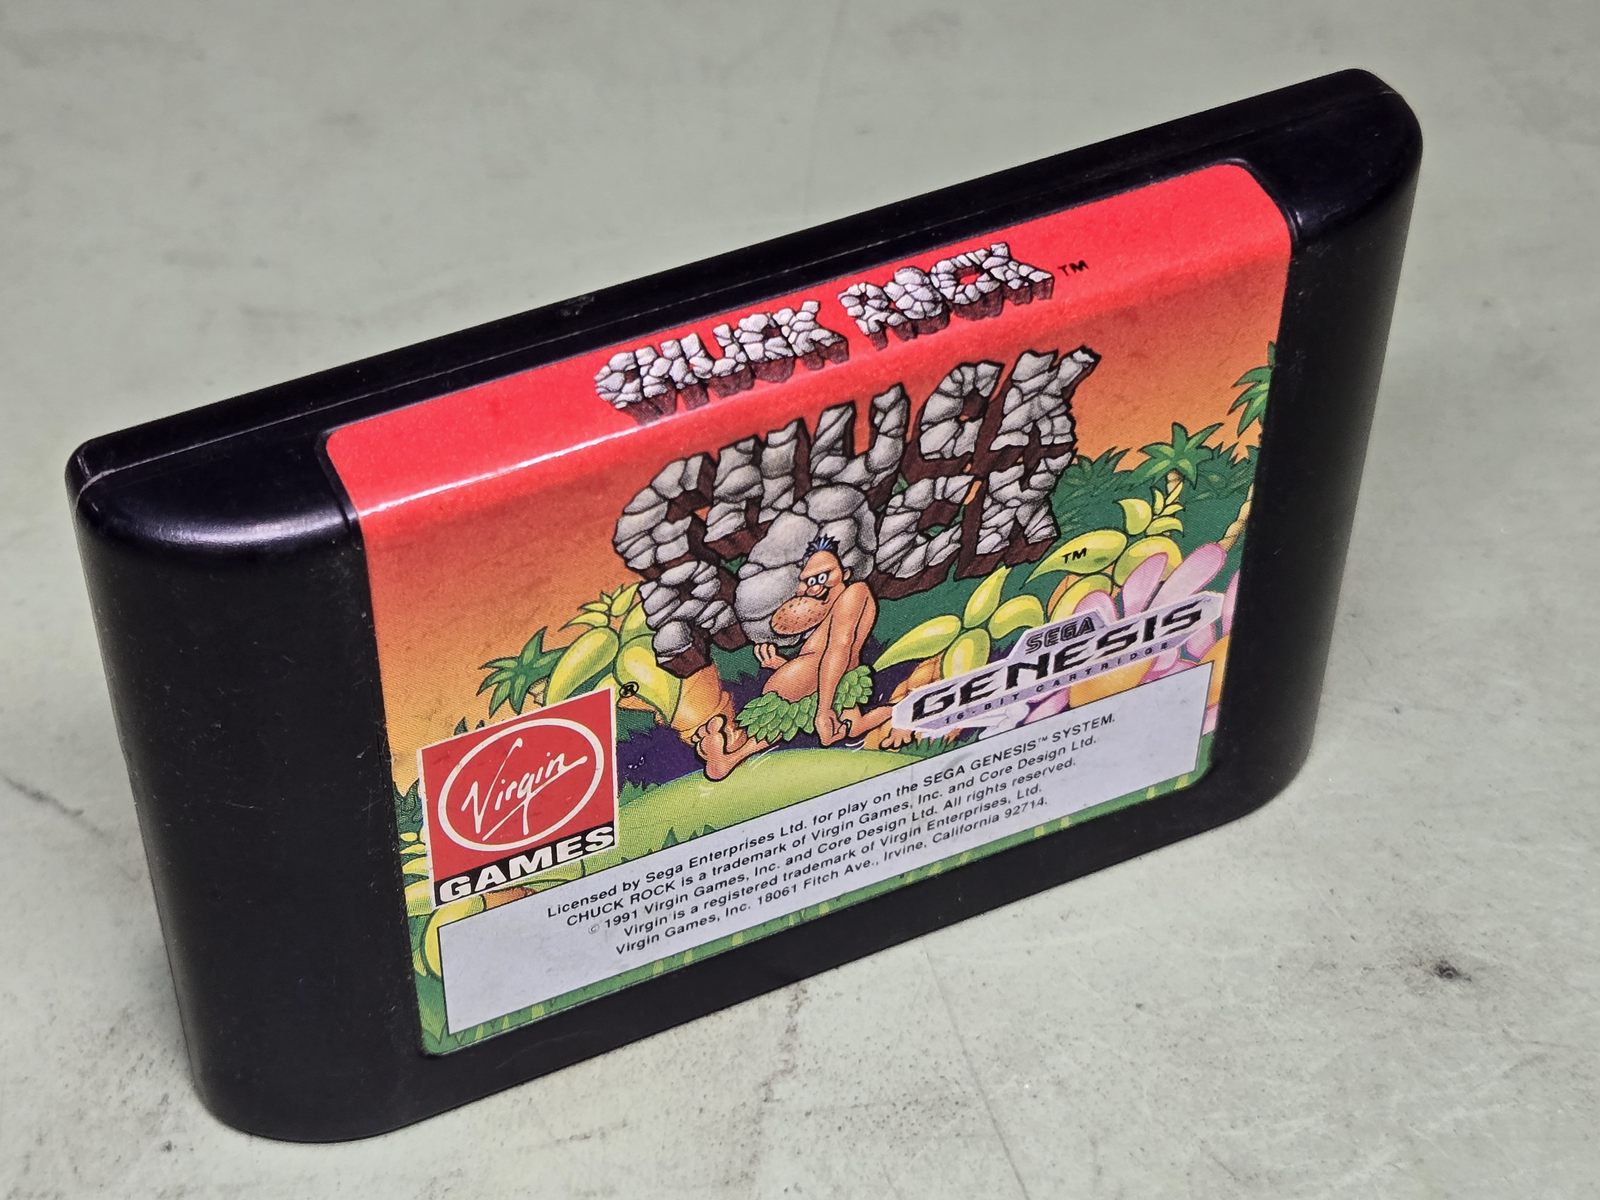 CHUCK ROCK™
CHUCK
ROCK™
SEGA
GENESIS
16-BIT CARTRIDGE
Virgin®
GAMES
Licensed by Sega Enterprises Ltd. for play on the SEGA GENESIS™ SYSTEM.
CHUCK ROCK is a trademark of Virgin Games, Inc. and Core Design Ltd.
© 1991 Virgin Games, Inc. and Core Design Ltd. All rights reserved.
Virgin is a registered trademark of Virgin Enterprises, Ltd.
Virgin Games, Inc. 18061 Fitch Ave., Irvine, California 92714.